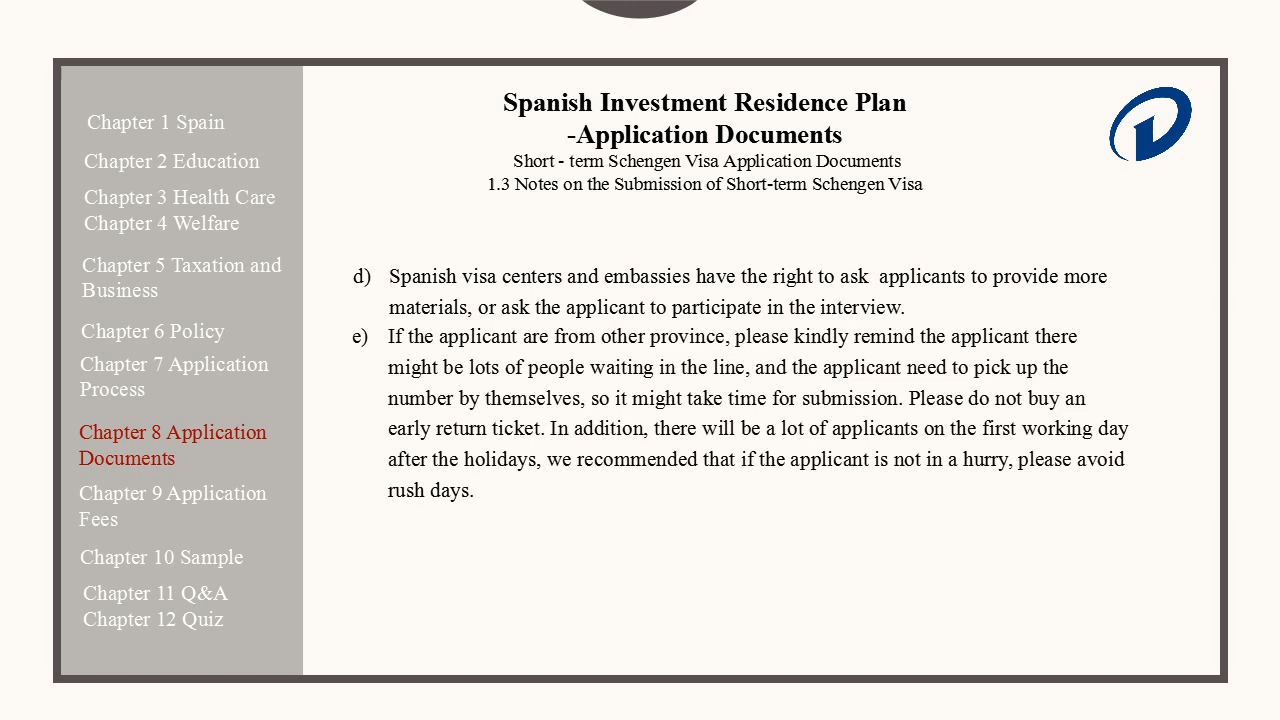 Chapter 1 Spain
Chapter 2 Education
Chapter 3 Health Care
Chapter 4 Welfare
Chapter 5 Taxation and
Business
Chapter 6 Policy
Chapter 7 Application
Process
Chapter 8 Application
Documents
Chapter 9 Application
Fees
Chapter 10 Sample
Chapter 11 Q&A
Chapter 12 Quiz
Spanish Investment Residence Plan
-Application Documents
Short - term Schengen Visa Application Documents
1.3 Notes on the Submission of Short-term Schengen Visa
d) Spanish visa centers and embassies have the right to ask  applicants to provide more
materials, or ask the applicant to participate in the interview.
e) If the applicant are from other province, please kindly remind the applicant there
might be lots of people waiting in the line, and the applicant need to pick up the
number by themselves, so it might take time for submission. Please do not buy an
early return ticket. In addition, there will be a lot of applicants on the first working day
after the holidays, we recommended that if the applicant is not in a hurry, please avoid
rush days.